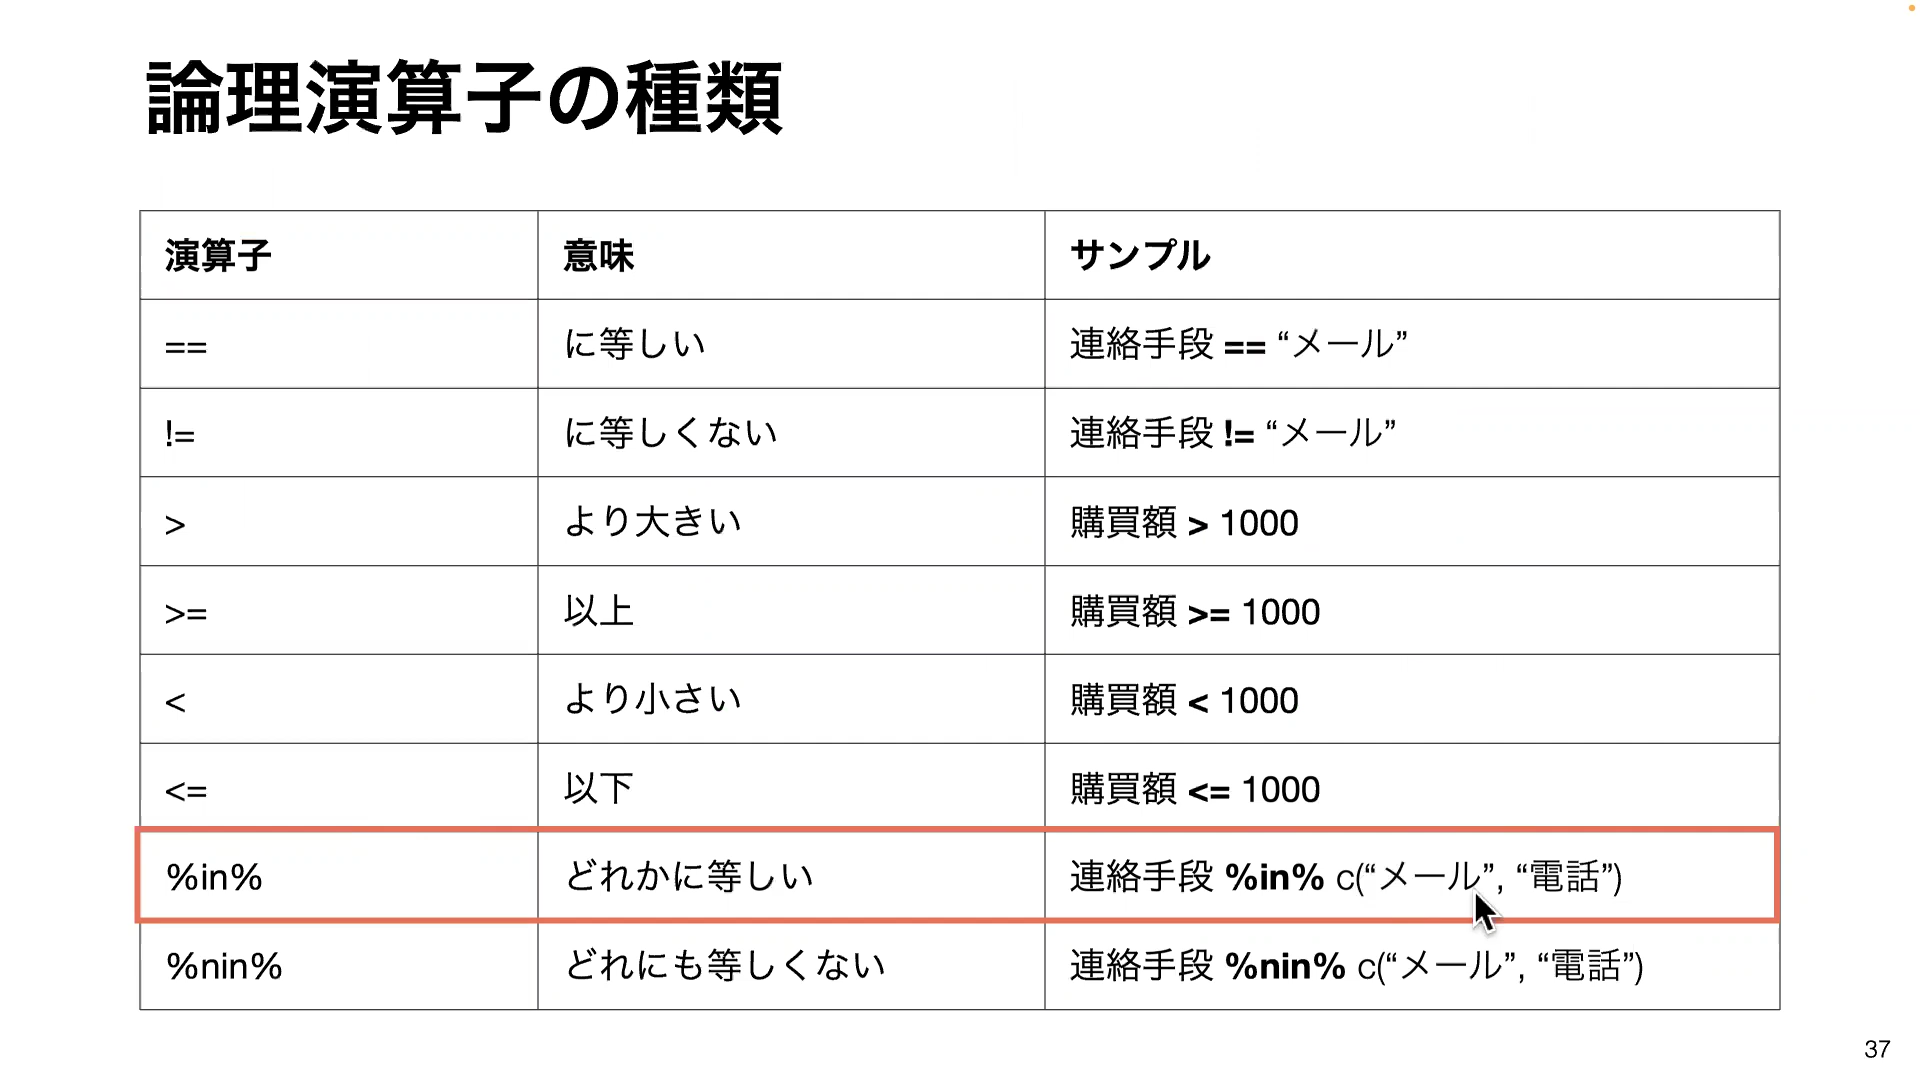 論理演算子の種類
演算子 意味 サンプル
== に等しい 連絡手段 == “メール”
!= に等しくない 連絡手段 != “メール”
> より大きい 購買額 > 1000
>= 以上 購買額 >= 1000
< より小さい 購買額 < 1000
<= 以下 購買額 <= 1000
%in% どれかに等しい 連絡手段 %in% c(“メール”, “電話”)
%nin% どれにも等しくない 連絡手段 %nin% c(“メール”, “電話”)
37